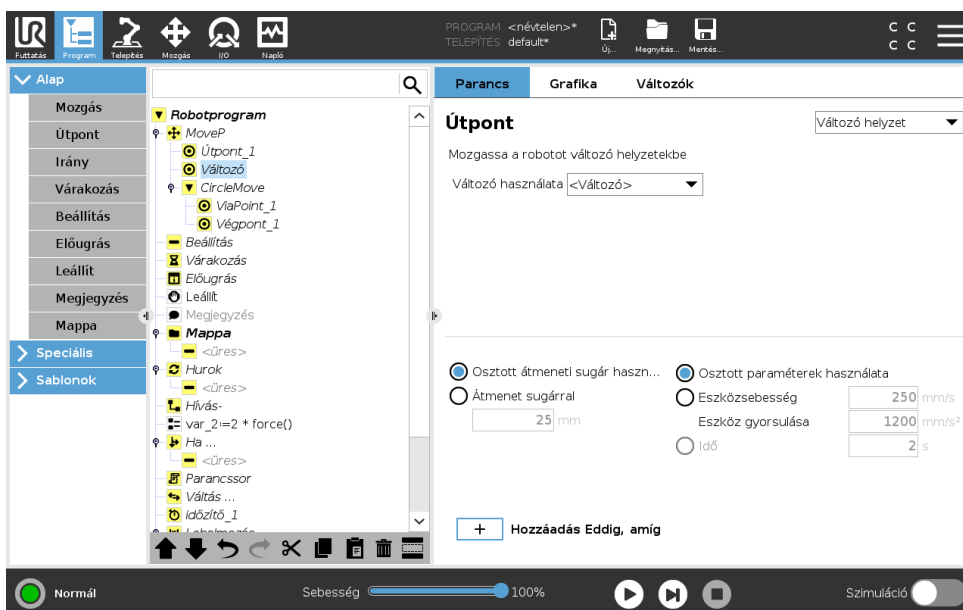 UR
Futtatás
Program
Telepítés
Mozgás
I/O
Napló
PROGRAM <névtelen>*
TELEPÍTÉS default*
Új...
Megnyitás...
Mentés...
C C
C C
Alap
Mozgás
Útpont
Irány
Várakozás
Beállítás
Előugrás
Leállít
Megjegyzés
Mappa
Speciális
Sablonok
Robotprogram
MoveP
Útpont_1
Változó
CircleMove
ViaPoint_1
Végpont_1
Beállítás
Várakozás
Előugrás
Leállít
Megjegyzés
Mappa
<üres>
Hurok
<üres>
Hívás-
var_2:=2 * force()
Ha ...
<üres>
Parancssor
Váltás ...
időzítő_1
Parancs
Grafika
Változók
Útpont
Változó helyzet
Mozgassa a robotot változó helyzetekbe
Változó használata <Változó>
Osztott átmeneti sugár haszn...
Átmenet sugárral
25 mm
Osztott paraméterek használata
Eszközsebesség 250 mm/s
Eszköz gyorsulása 1200 mm/s²
Idő 2 s
+ Hozzáadás Eddig, amíg
Normál
Sebesség 100%
Szimuláció